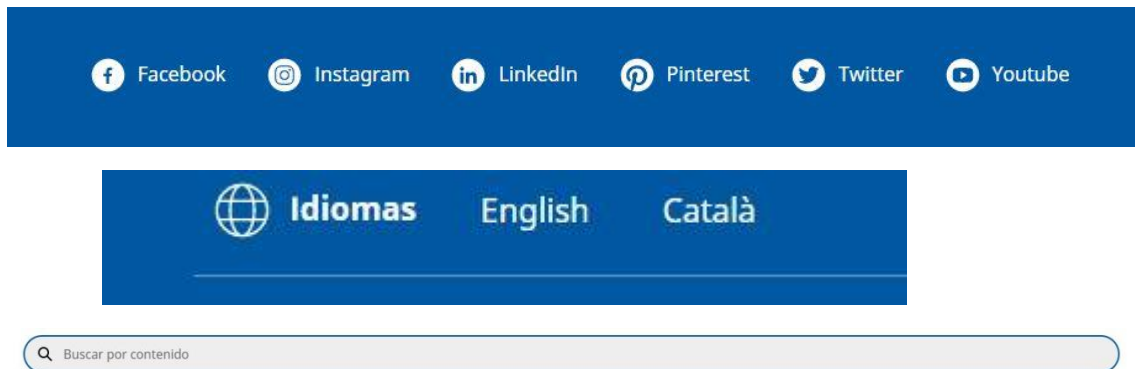 Facebook Instagram LinkedIn Pinterest Twitter Youtube
Idiomas English Català
Buscar por contenido